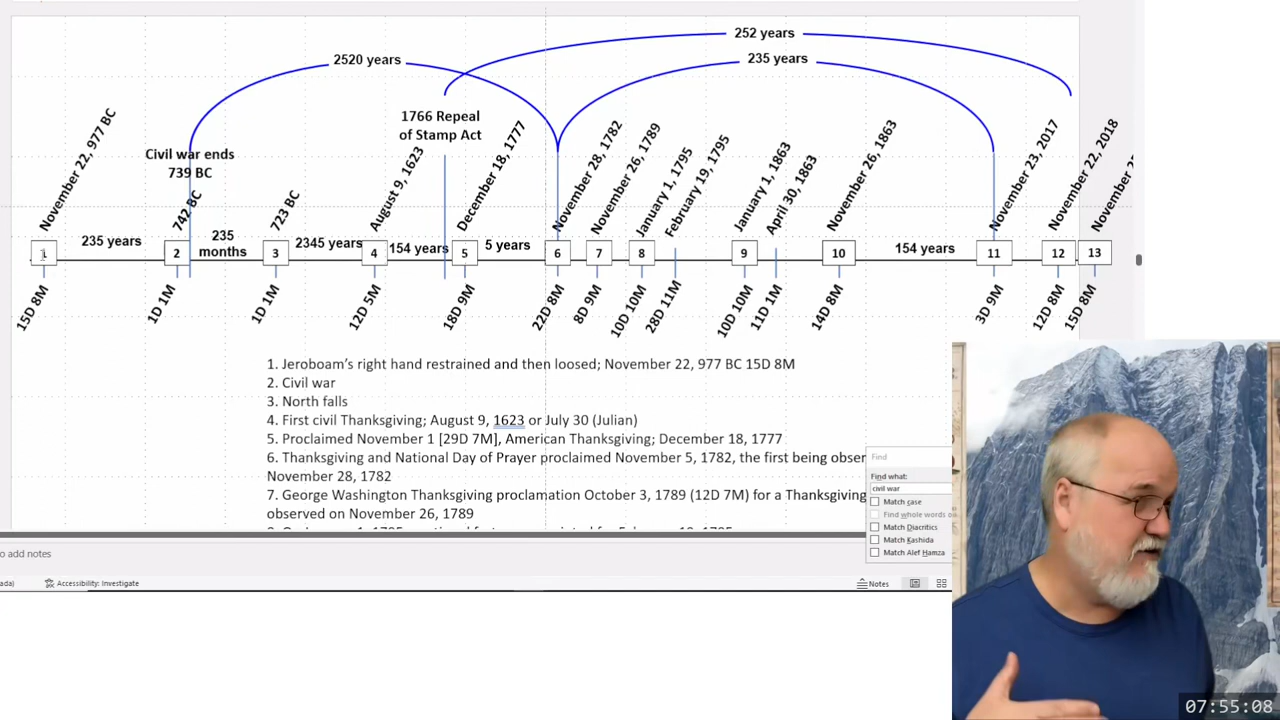 252 years
2520 years
235 years
1766 Repeal
of Stamp Act
Civil war ends
739 BC
November 22, 977 BC
742 BC
723 BC
August 9, 1623
December 18, 1777
November 28, 1782
November 26, 1789
January 1, 1795
February 19, 1795
January 1, 1863
April 30, 1863
November 26, 1863
November 23, 2017
November 22, 2018
November
235 years
235
months
2345 years
154 years
5 years
154 years
1
2
3
4
5
6
7
8
9
10
11
12
13
15D 8M
1D 1M
1D 1M
12D 5M
18D 9M
22D 8M
8D 9M
10D 10M
28D 11M
10D 10M
11D 1M
14D 8M
3D 9M
12D 8M
15D 8M
1. Jeroboam's right hand restrained and then loosed; November 22, 977 BC 15D 8M
2. Civil war
3. North falls
4. First civil Thanksgiving; August 9, 1623 or July 30 (Julian)
5. Proclaimed November 1 [29D 7M], American Thanksgiving; December 18, 1777
6. Thanksgiving and National Day of Prayer proclaimed November 5, 1782, the first being obser
November 28, 1782
7. George Washington Thanksgiving proclamation October 3, 1789 (12D 7M) for a Thanksgiving
observed on November 26, 1789
Find
Find what:
civil war
Match case
Find whole words o
Match Diacritics
Match Kashida
Match Alef Hamza
o add notes
ada)
Accessibility: Investigate
Notes
07:55:08